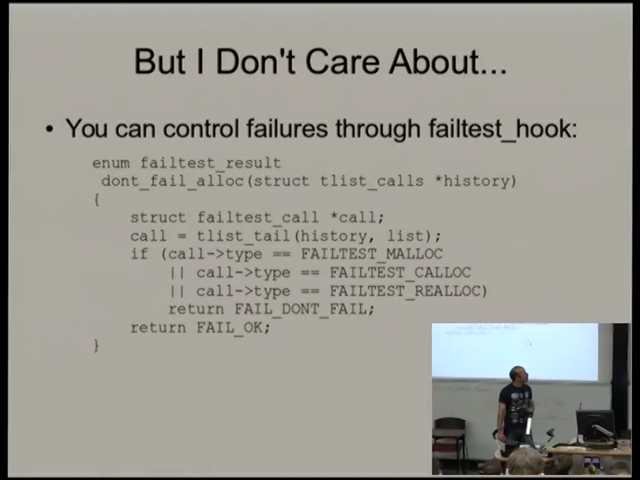 But I Don't Care About...
• You can control failures through failtest_hook:
enum failtest_result
dont_fail_alloc(struct tlist_calls *history)
{
struct failtest_call *call;
call = tlist_tail(history, list);
if (call->type == FAILTEST_MALLOC
|| call->type == FAILTEST_CALLOC
|| call->type == FAILTEST_REALLOC)
return FAIL_DONT_FAIL;
return FAIL_OK;
}